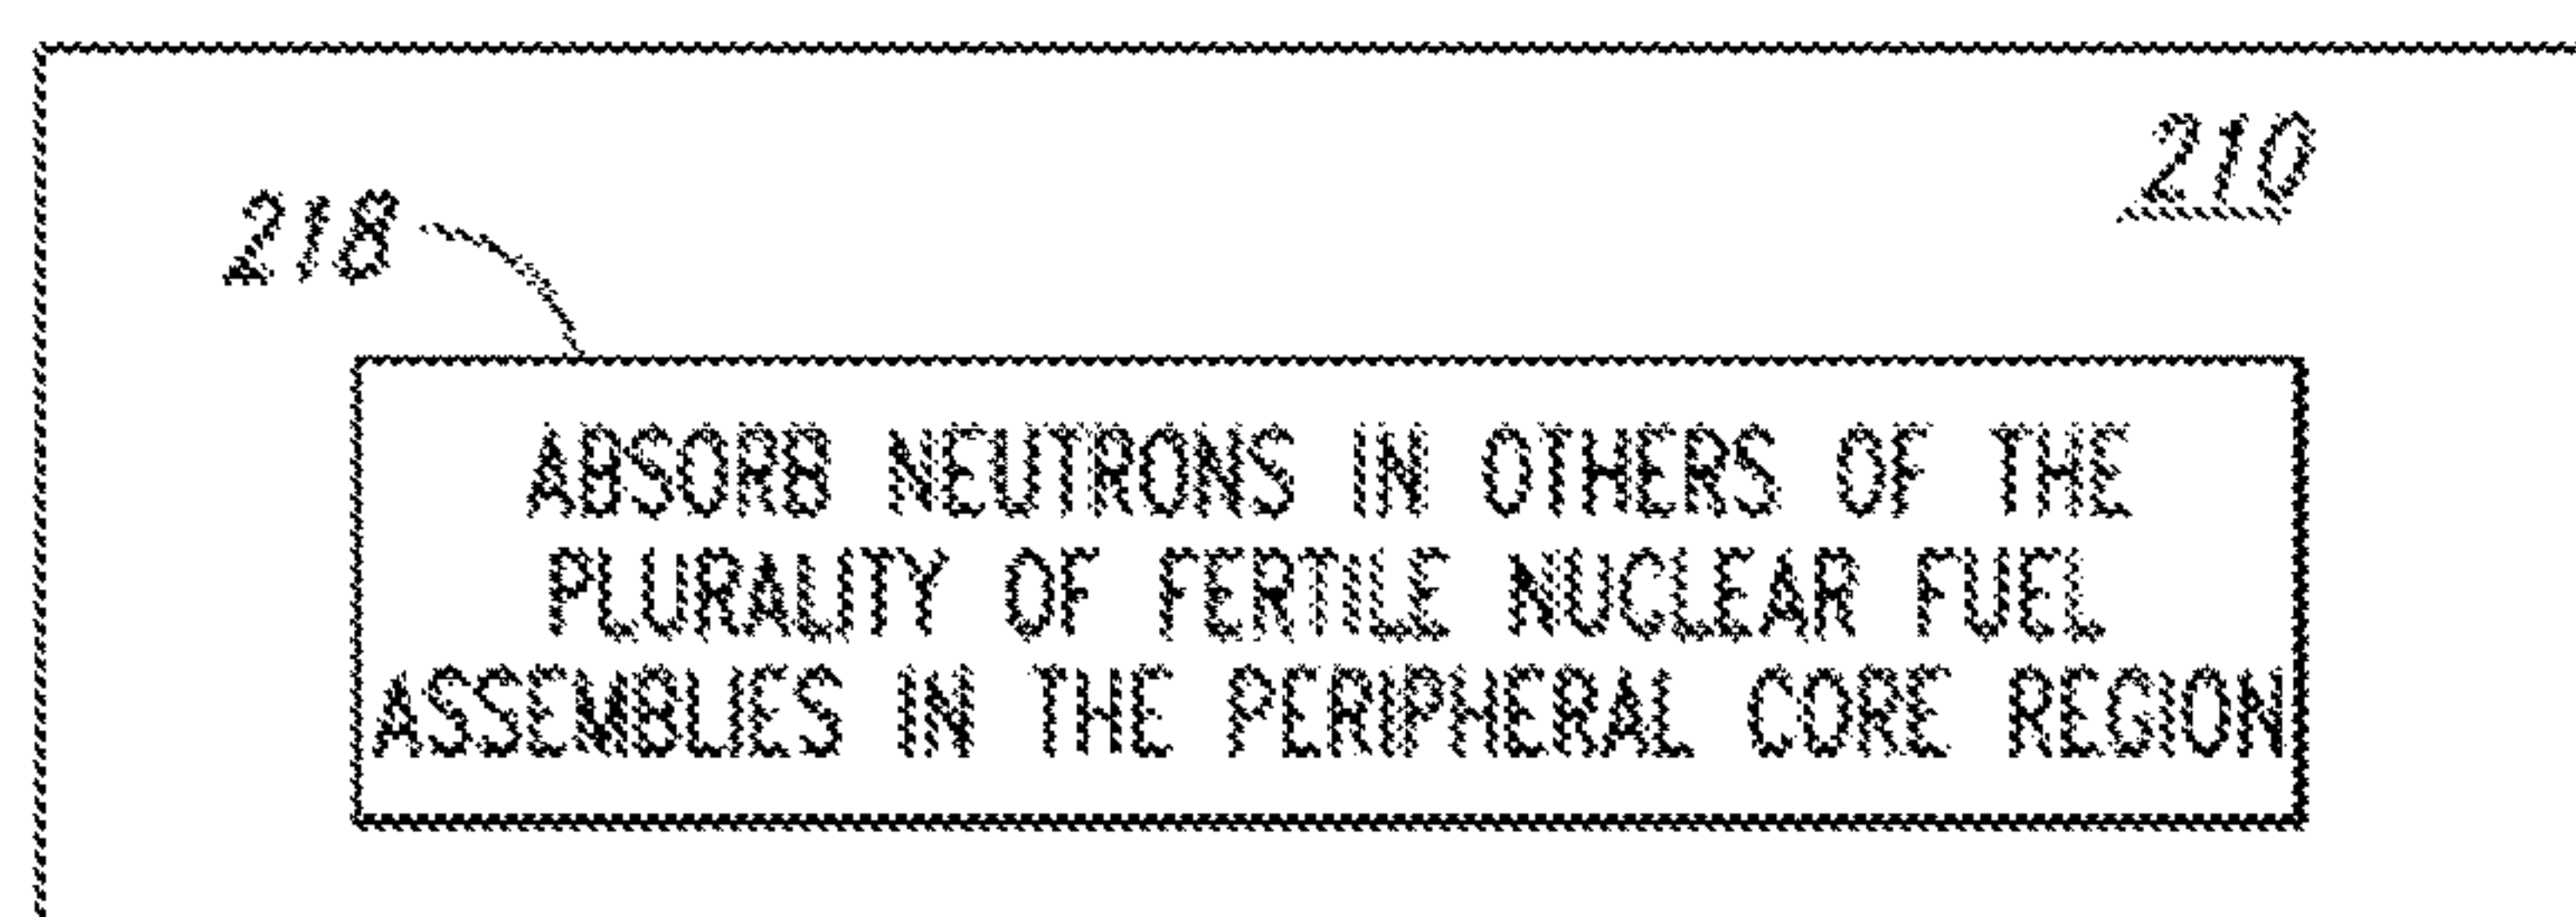 210
218
ABSORB NEUTRONS IN OTHERS OF THE
PLURALITY OF FERTILE NUCLEAR FUEL
ASSEMBLIES IN THE PERIPHERAL CORE REGION